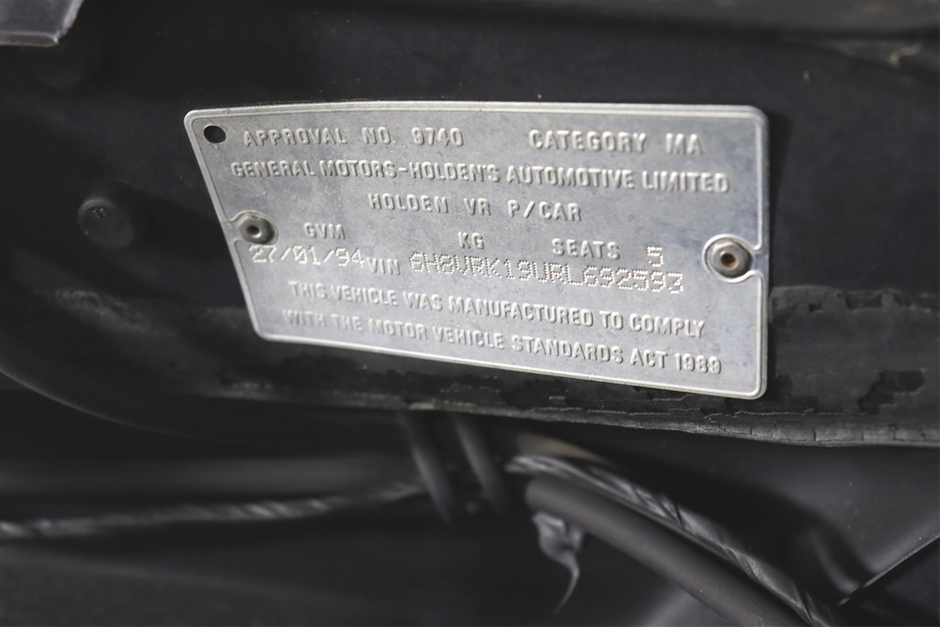 APPROVAL NO. 9740 CATEGORY MA
GENERAL MOTORS-HOLDEN'S AUTOMOTIVE LIMITED
HOLDEN VR P/CAR
GVM KG SEATS 5
27/01/94 VIN 6H8VRK19URL692593
THIS VEHICLE WAS MANUFACTURED TO COMPLY
WITH THE MOTOR VEHICLE STANDARDS ACT 1989